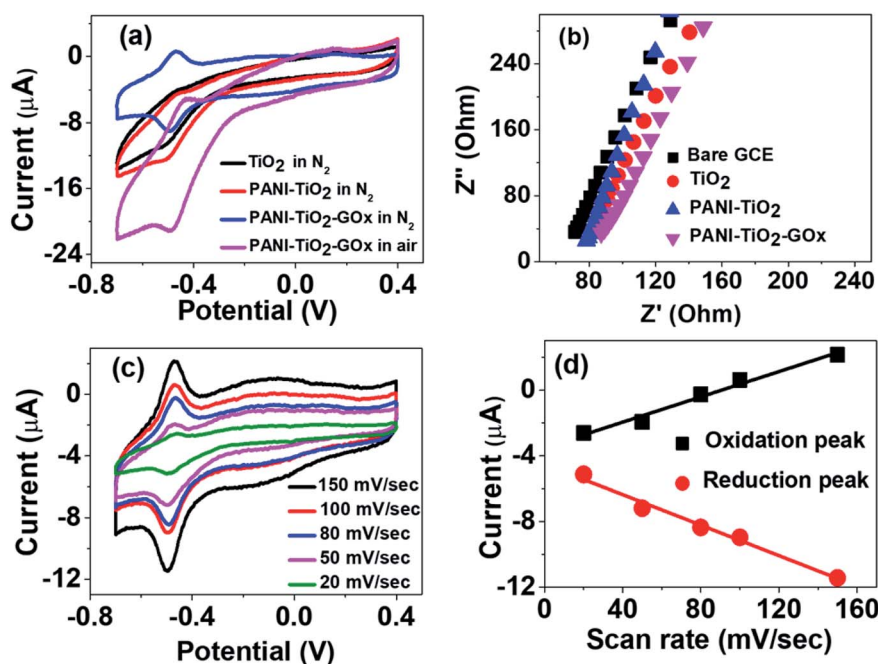 (a)
0
-8
-16
-24
Current (μA)
-0.8
-0.4
0.0
0.4
Potential (V)
TiO2 in N2
PANI-TiO2 in N2
PANI-TiO2-GOx in N2
PANI-TiO2-GOx in air
(b)
240
160
80
0
Z" (Ohm)
80
120
160
200
240
Z' (Ohm)
Bare GCE
TiO2
PANI-TiO2
PANI-TiO2-GOx
(c)
0
-4
-8
-12
Current (μA)
-0.8
-0.4
0.0
0.4
Potential (V)
150 mV/sec
100 mV/sec
80 mV/sec
50 mV/sec
20 mV/sec
(d)
0
-4
-8
-12
Current (μA)
0
40
80
120
160
Scan rate (mV/sec)
Oxidation peak
Reduction peak